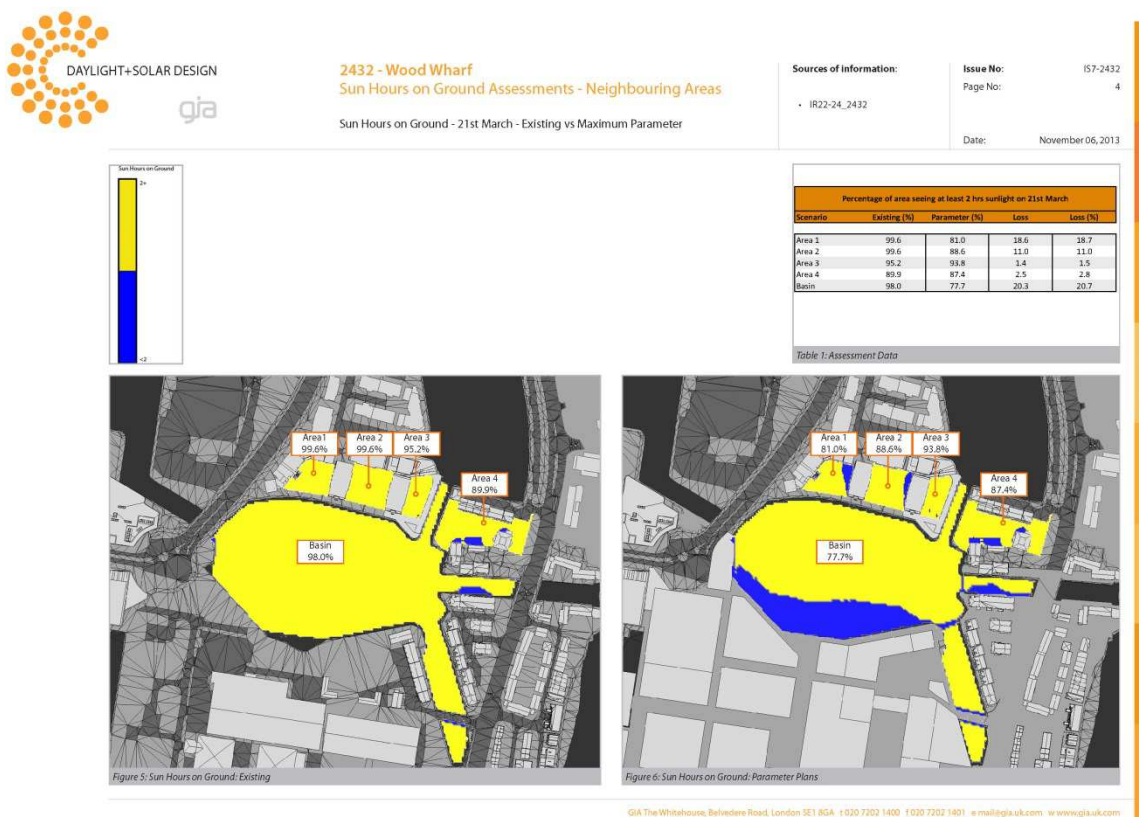 DAYLIGHT+SOLAR DESIGN
gia
2432 - Wood Wharf
Sun Hours on Ground Assessments - Neighbouring Areas
Sun Hours on Ground - 21st March - Existing vs Maximum Parameter
Sources of information:
• IR22-24_2432
Issue No: IS7-2432
Page No: 4
Date: November 06, 2013
Sun Hours on Ground
2+
<2
Percentage of area seeing at least 2 hrs sunlight on 21st March
Scenario Existing (%) Parameter (%) Loss Loss (%)
Area 1 99.6 81.0 18.6 18.7
Area 2 99.6 88.6 11.0 11.0
Area 3 95.2 93.8 1.4 1.5
Area 4 89.9 87.4 2.5 2.8
Basin 98.0 77.7 20.3 20.7
Table 1: Assessment Data
Area1
99.6%
Area 2
99.6%
Area 3
95.2%
Area 4
89.9%
Basin
98.0%
Figure 5: Sun Hours on Ground: Existing
Area 1
81.0%
Area 2
88.6%
Area 3
93.8%
Area 4
87.4%
Basin
77.7%
Figure 6: Sun Hours on Ground: Parameter Plans
GIA The Whitehouse, Belvedere Road, London SE1 8GA t 020 7202 1400 f 020 7202 1401 e mail@gia.uk.com w www.gia.uk.com